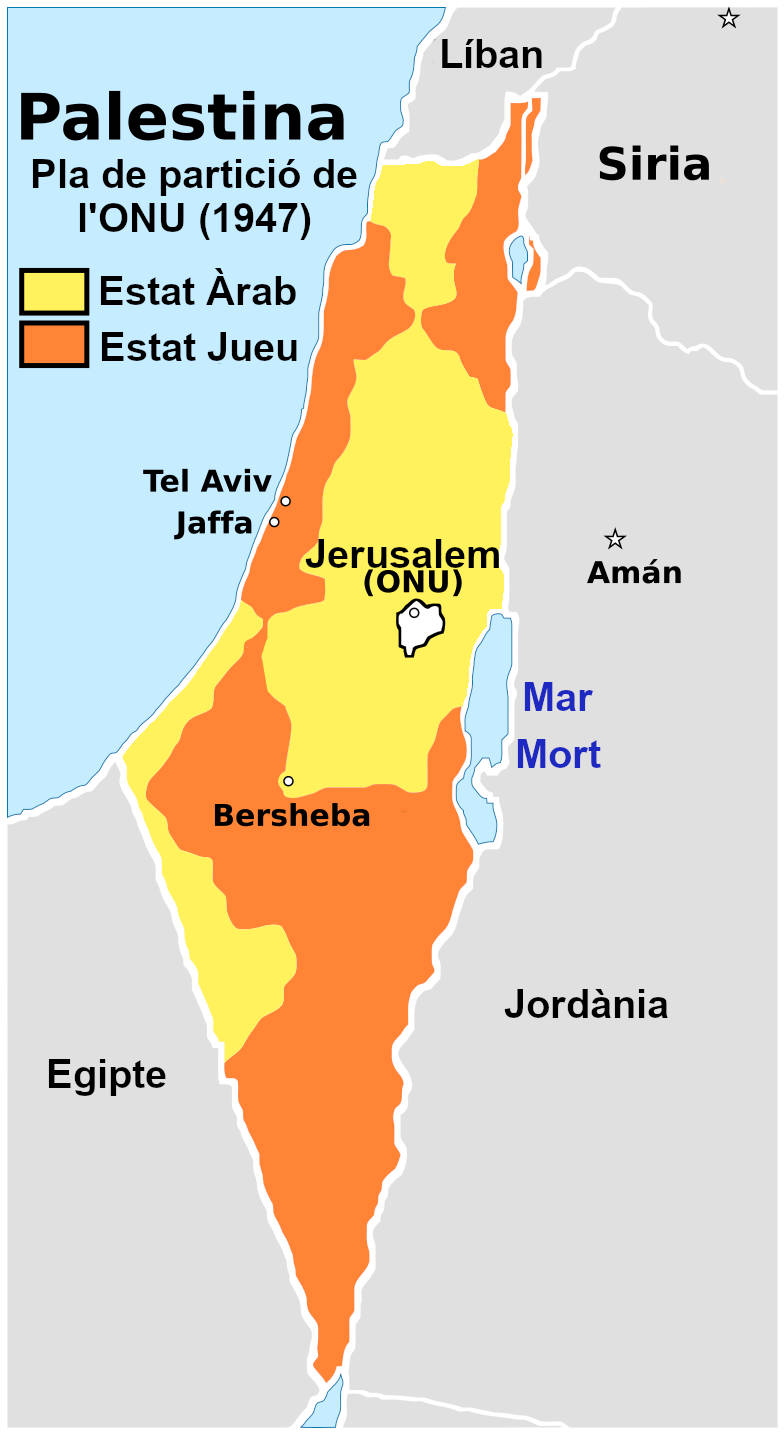 Líban
Palestina
Siria
Pla de partició de
l'ONU (1947)
Estat Àrab
Estat Jueu
Tel Aviv
Jaffa
Jerusalem
(ONU)
Amán
Mar
Mort
Bersheba
Jordània
Egipte